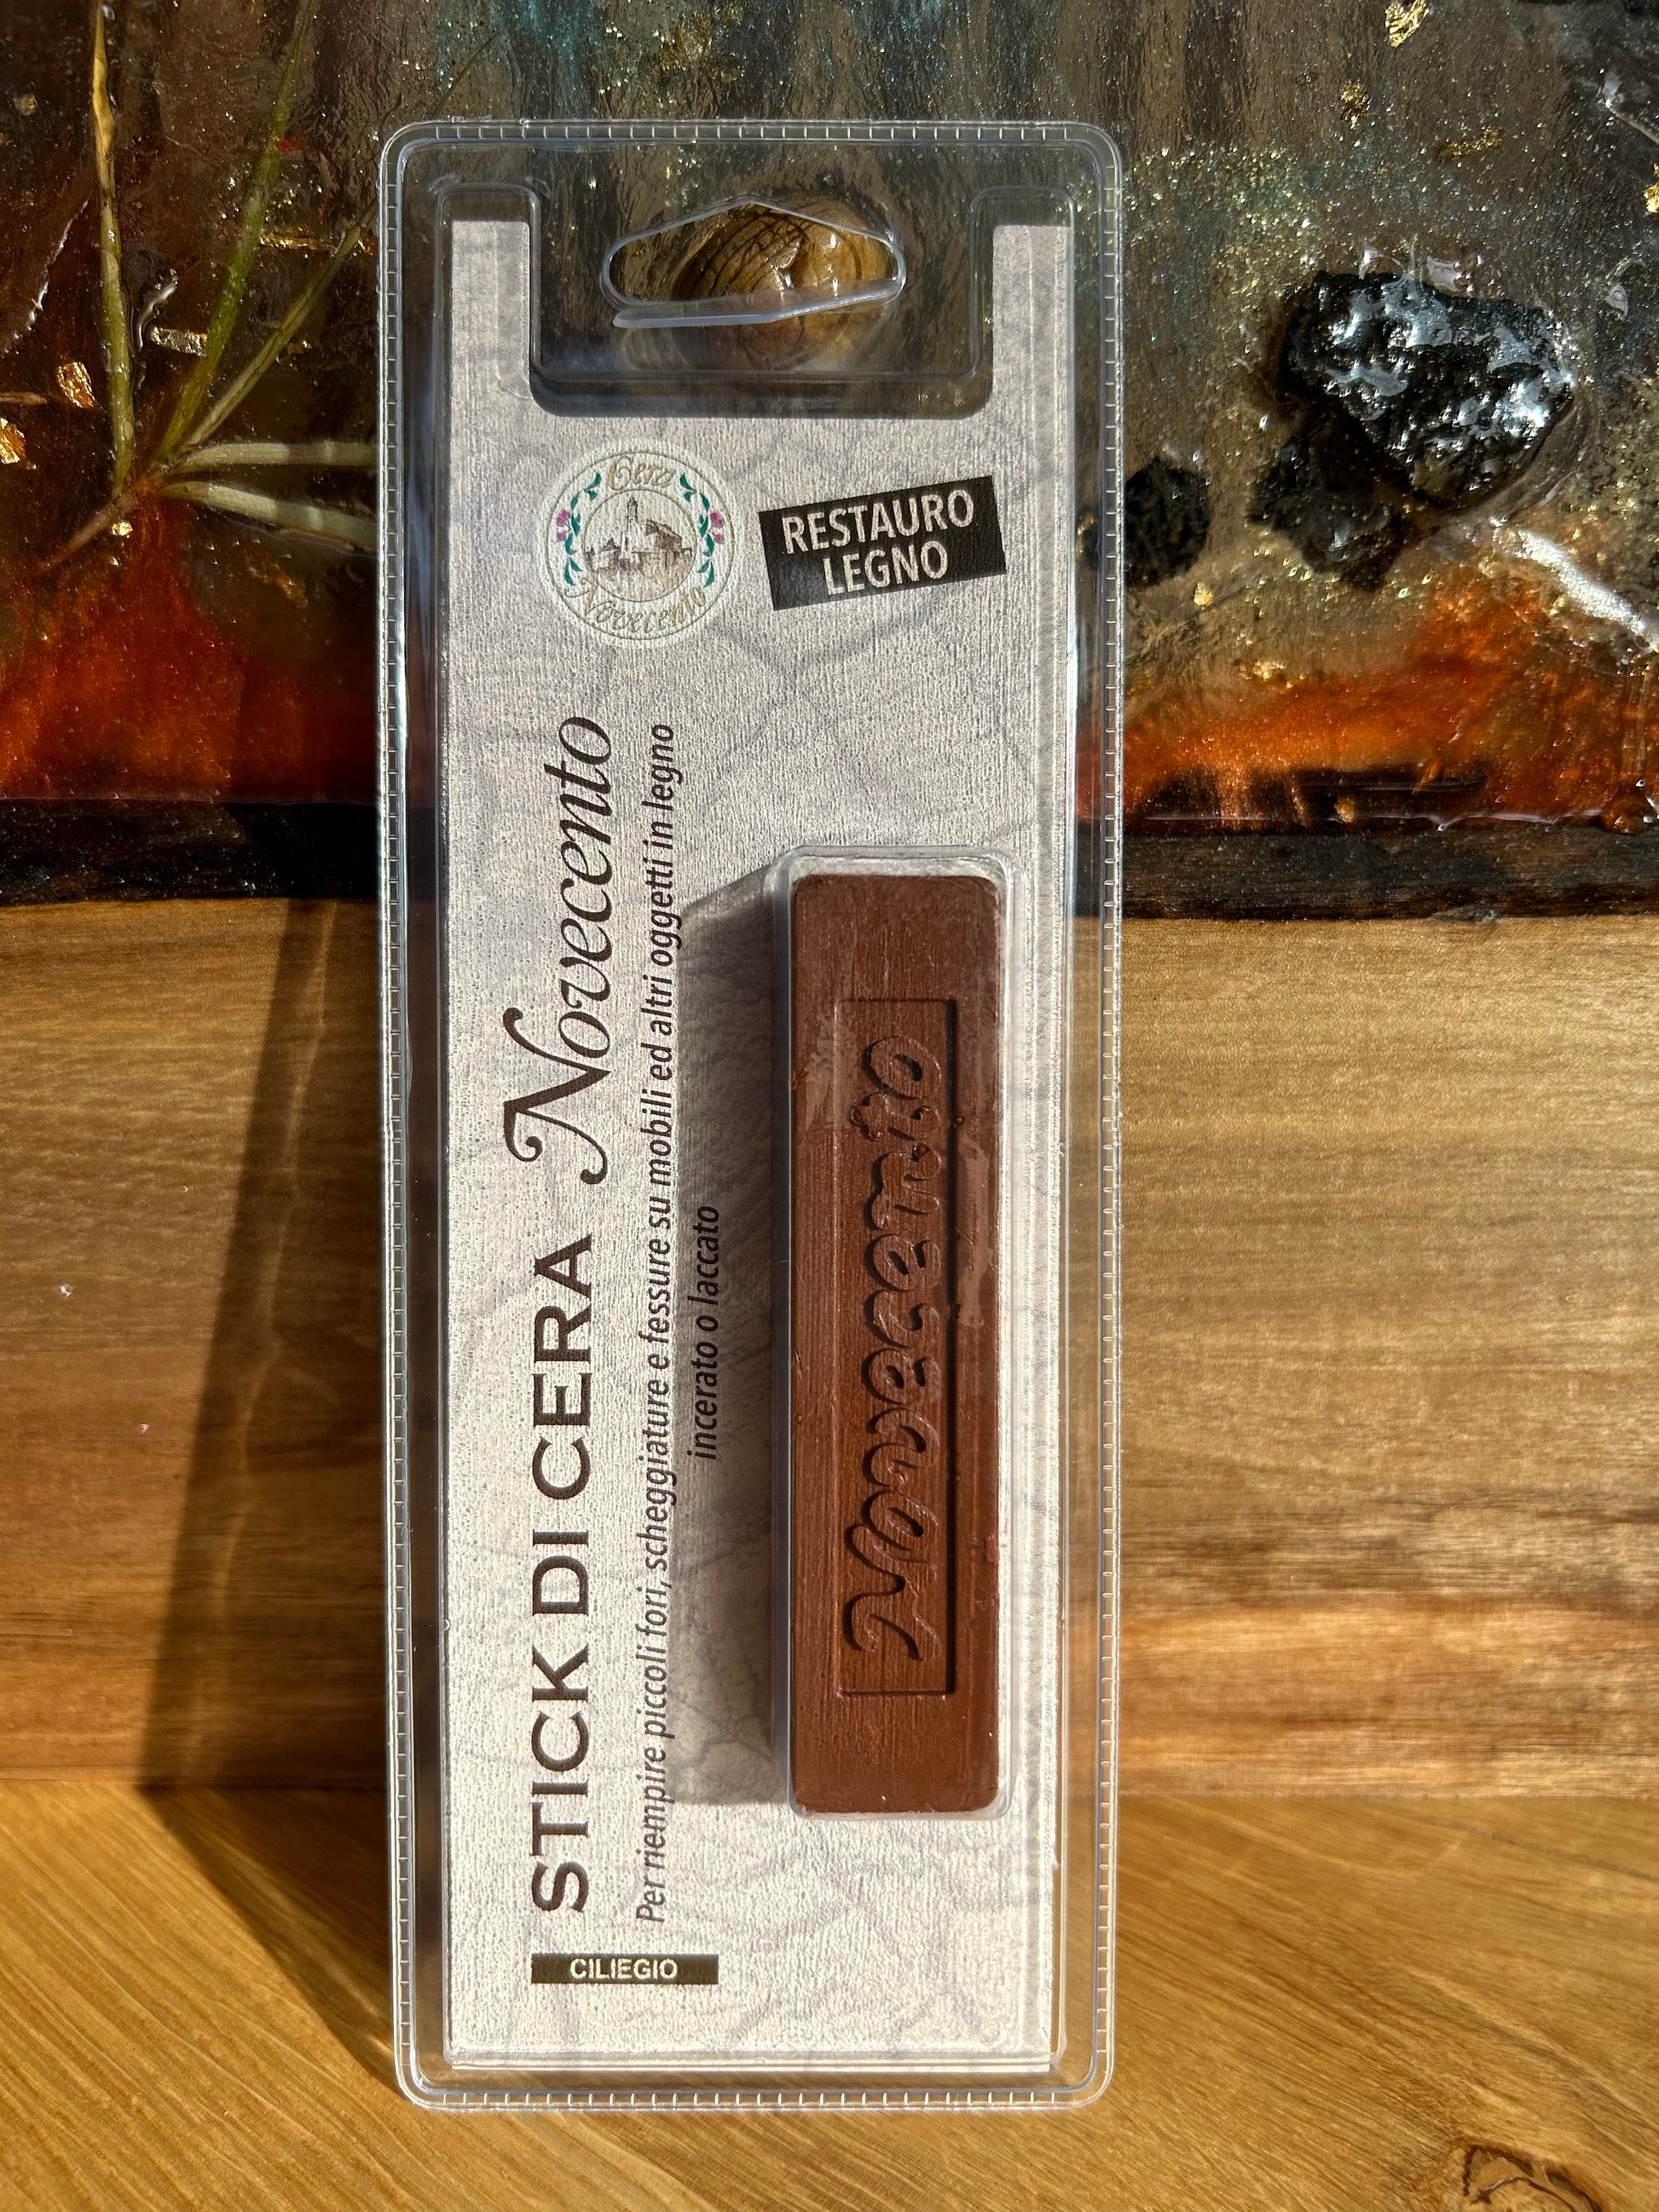 Cera
Novecento
RESTAURO
LEGNO
STICK DI CERA Novecento
Per riempire piccoli fori, scheggiature e fessure su mobili ed altri oggetti in legno
incerato o laccato
Novecento
CILIEGIO